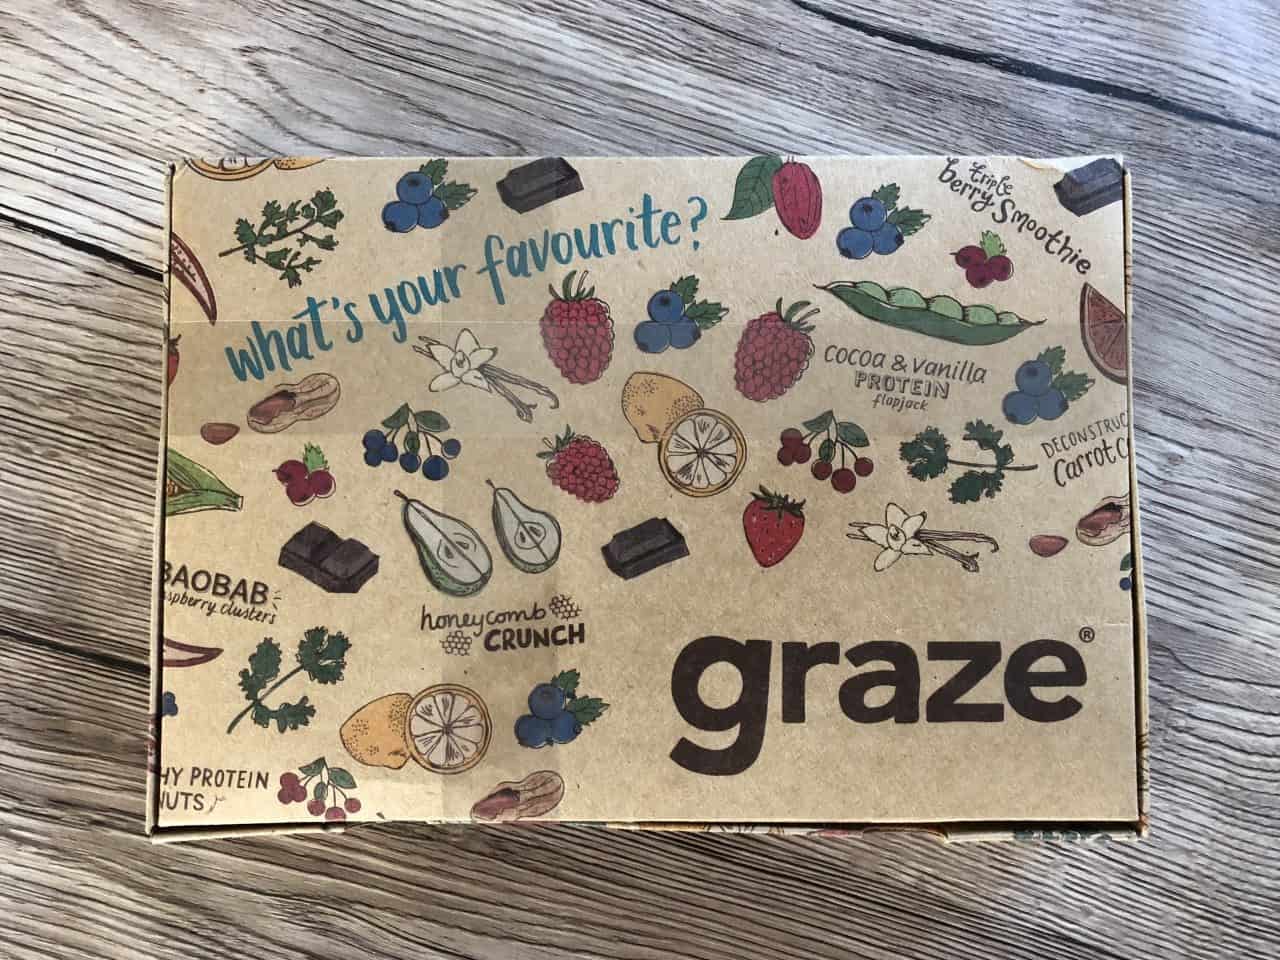 triple
berry Smoothie
what's your favourite?
cocoa & vanilla
PROTEIN
flapjack
DECONSTRUC
Carrot C
BAOBAB
spberry clusters
honeycomb
CRUNCH
graze®
HY PROTEIN
NUTS